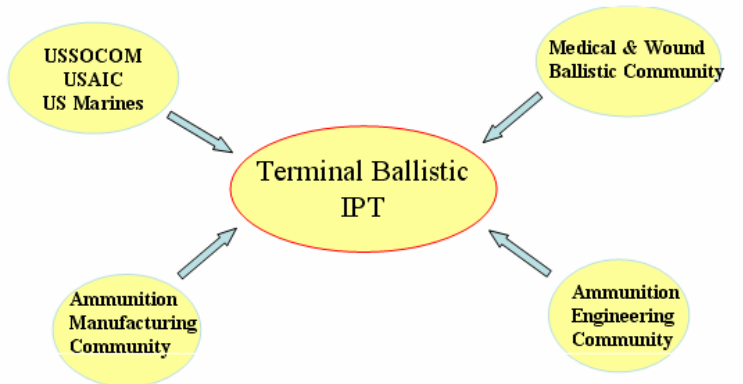 USSOCOM
USAIC
US Marines
Medical & Wound
Ballistic Community
Terminal Ballistic
IPT
Ammunition
Manufacturing
Community
Ammunition
Engineering
Community